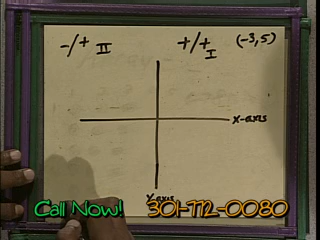 -/+ II
+/+ I
(-3,5)
X-axis
Y-axis
Call Now! 301-772-0080